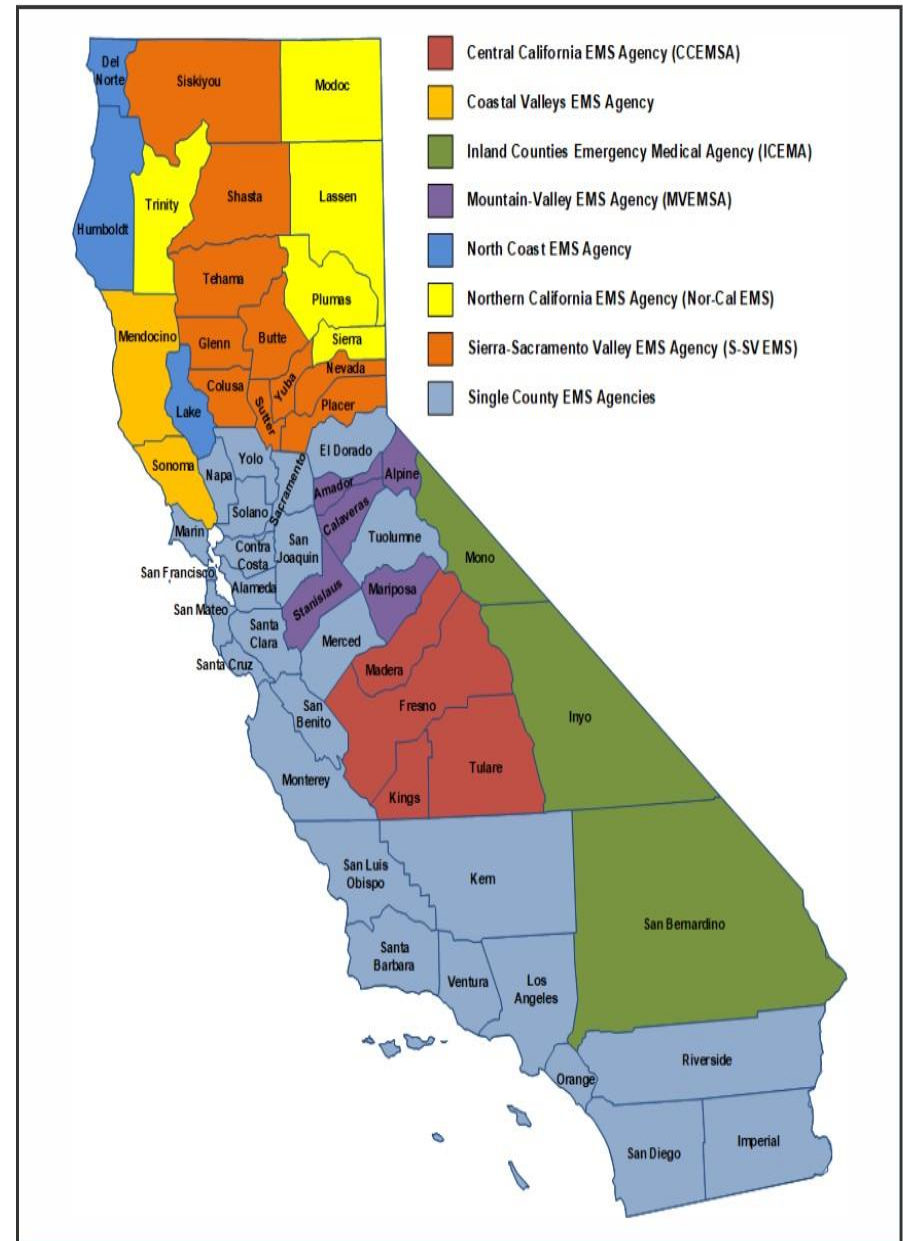 Central California EMS Agency (CCEMSA)
Coastal Valleys EMS Agency
Inland Counties Emergency Medical Agency (ICEMA)
Mountain-Valley EMS Agency (MVEMSA)
North Coast EMS Agency
Northern California EMS Agency (Nor-Cal EMS)
Sierra-Sacramento Valley EMS Agency (S-SV EMS)
Single County EMS Agencies
Del
Norte
Siskiyou
Modoc
Humboldt
Trinity
Shasta
Lassen
Tehama
Plumas
Mendocino
Glenn
Butte
Sierra
Nevada
Colusa
Sutter
Yuba
Placer
Lake
Sonoma
Napa
Yolo
Sacramento
El Dorado
Amador
Alpine
Solano
Calaveras
Marin
Contra
Costa
San
Joaquin
Tuolumne
Mono
San Francisco
Alameda
Stanislaus
Mariposa
San Mateo
Santa
Clara
Merced
Santa Cruz
Madera
San
Benito
Fresno
Inyo
Monterey
Kings
Tulare
San Luis
Obispo
Kern
San Bernardino
Santa
Barbara
Ventura
Los
Angeles
Orange
Riverside
San Diego
Imperial